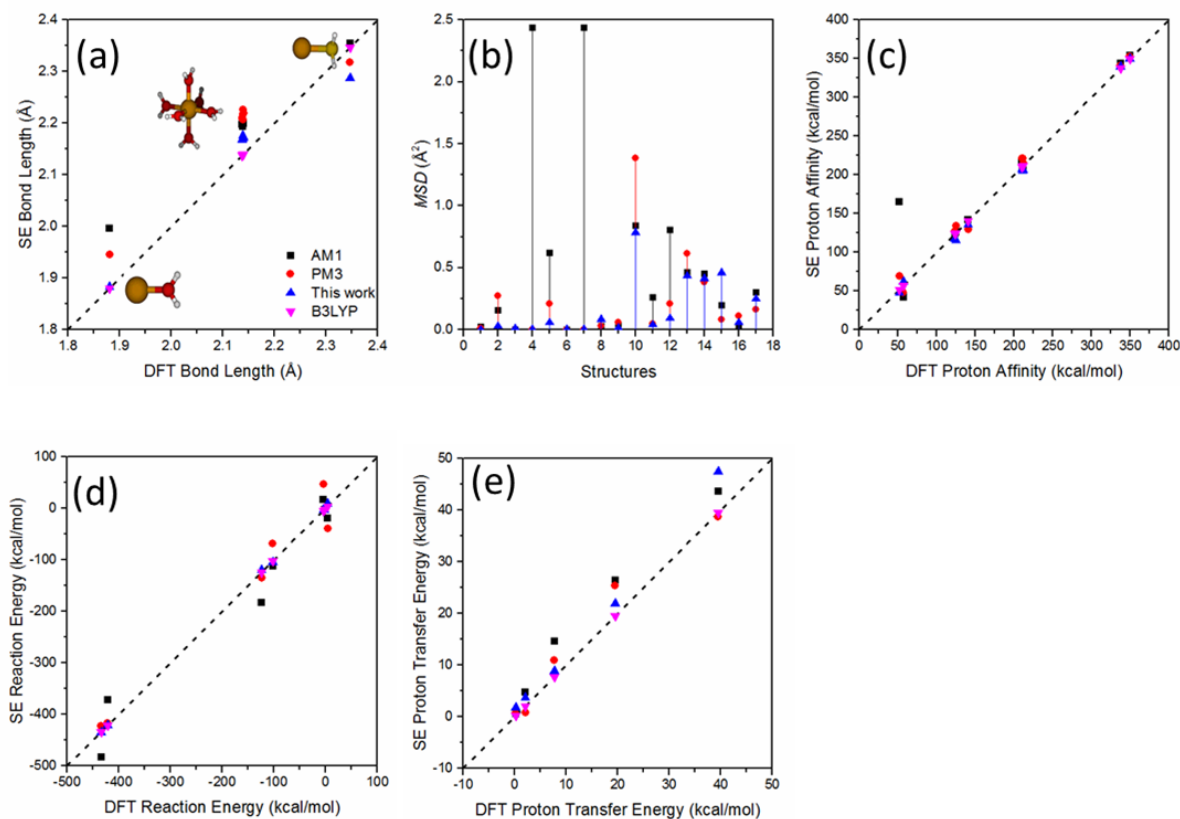 (a)
SE Bond Length (Å)
2.4
2.3
2.2
2.1
2.0
1.9
1.8
1.8 1.9 2.0 2.1 2.2 2.3 2.4
DFT Bond Length (Å)
AM1
PM3
This work
B3LYP
(b)
MSD (Å²)
2.5
2.0
1.5
1.0
0.5
0.0
0 2 4 6 8 10 12 14 16 18
Structures
(c)
SE Proton Affinity (kcal/mol)
400
350
300
250
200
150
100
50
0
0 50 100 150 200 250 300 350 400
DFT Proton Affinity (kcal/mol)
(d)
SE Reaction Energy (kcal/mol)
100
0
-100
-200
-300
-400
-500
-500 -400 -300 -200 -100 0 100
DFT Reaction Energy (kcal/mol)
(e)
SE Proton Transfer Energy (kcal/mol)
50
40
30
20
10
0
-10
-10 0 10 20 30 40 50
DFT Proton Transfer Energy (kcal/mol)